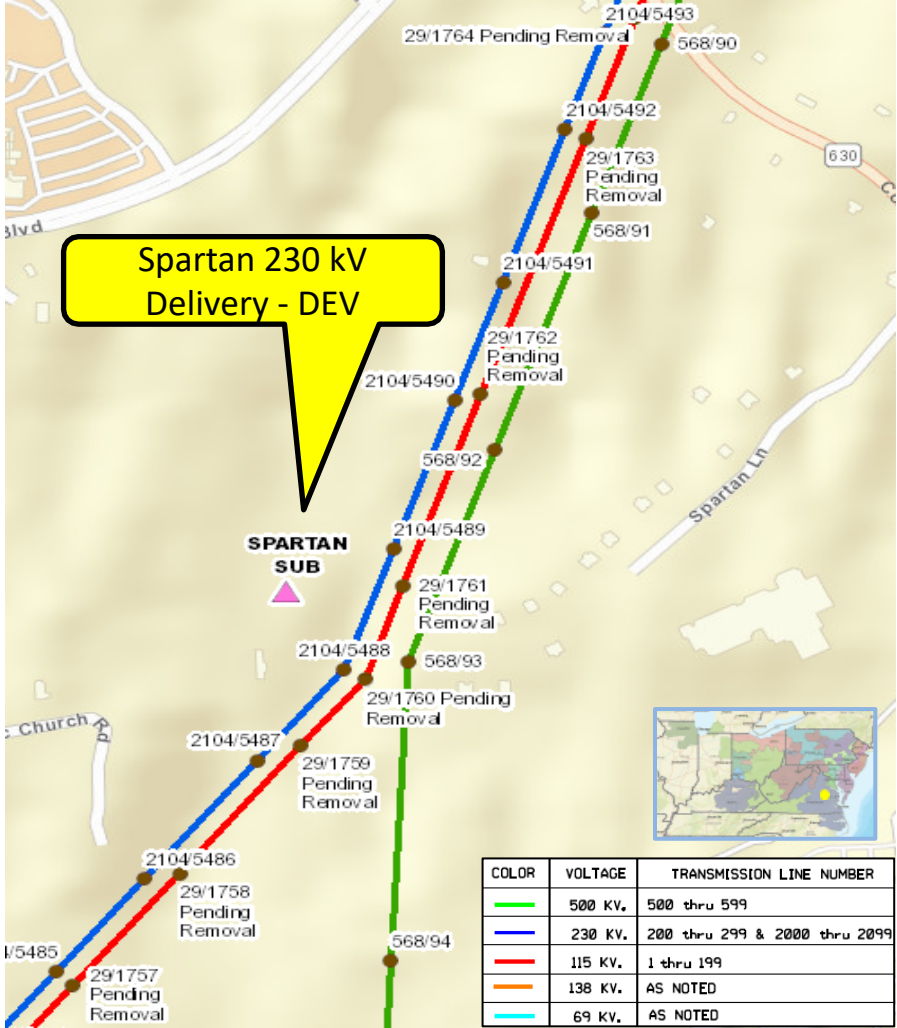 2104/5493
29/1764 Pending Removal
568/90
2104/5492
630
29/1763
Pending
Removal
Blvd
568/91
Spartan 230 kV
Delivery - DEV
2104/5491
29/1762
Pending
Removal
2104/5490
568/92
Spartan Ln
2104/5489
SPARTAN
SUB
29/1761
Pending
Removal
2104/5488
568/93
29/1760 Pending
Removal
Church Rd
2104/5487
29/1759
Pending
Removal
2104/5486
29/1758
Pending
Removal
568/94
4/5485
29/1757
Pending
Removal
COLOR VOLTAGE TRANSMISSION LINE NUMBER
500 KV. 500 thru 599
230 KV. 200 thru 299 & 2000 thru 2099
115 KV. 1 thru 199
138 KV. AS NOTED
69 KV. AS NOTED